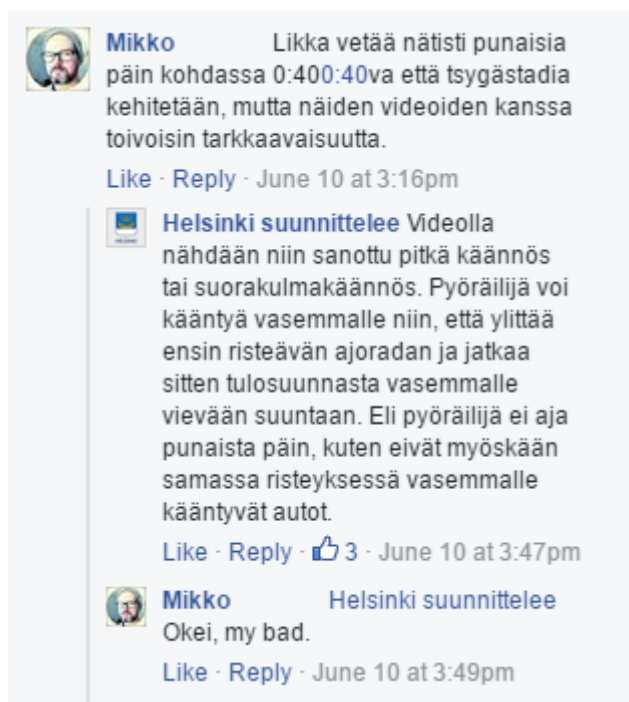 Mikko Likka vetää nätisti punaisia
päin kohdassa 0:400:40va että tsygästadia
kehitetään, mutta näiden videoiden kanssa
toivoisin tarkkaavaisuutta.
Like · Reply · June 10 at 3:16pm
Helsinki suunnittelee Videolla
nähdään niin sanottu pitkä käännös
tai suorakulmakäännös. Pyöräilijä voi
kääntyä vasemmalle niin, että ylittää
ensin risteävän ajoradan ja jatkaa
sitten tulosuunnasta vasemmalle
vievään suuntaan. Eli pyöräilijä ei aja
punaista päin, kuten eivät myöskään
samassa risteyksessä vasemmalle
kääntyvät autot.
Like · Reply · 3 · June 10 at 3:47pm
Mikko Helsinki suunnittelee
Okei, my bad.
Like · Reply · June 10 at 3:49pm